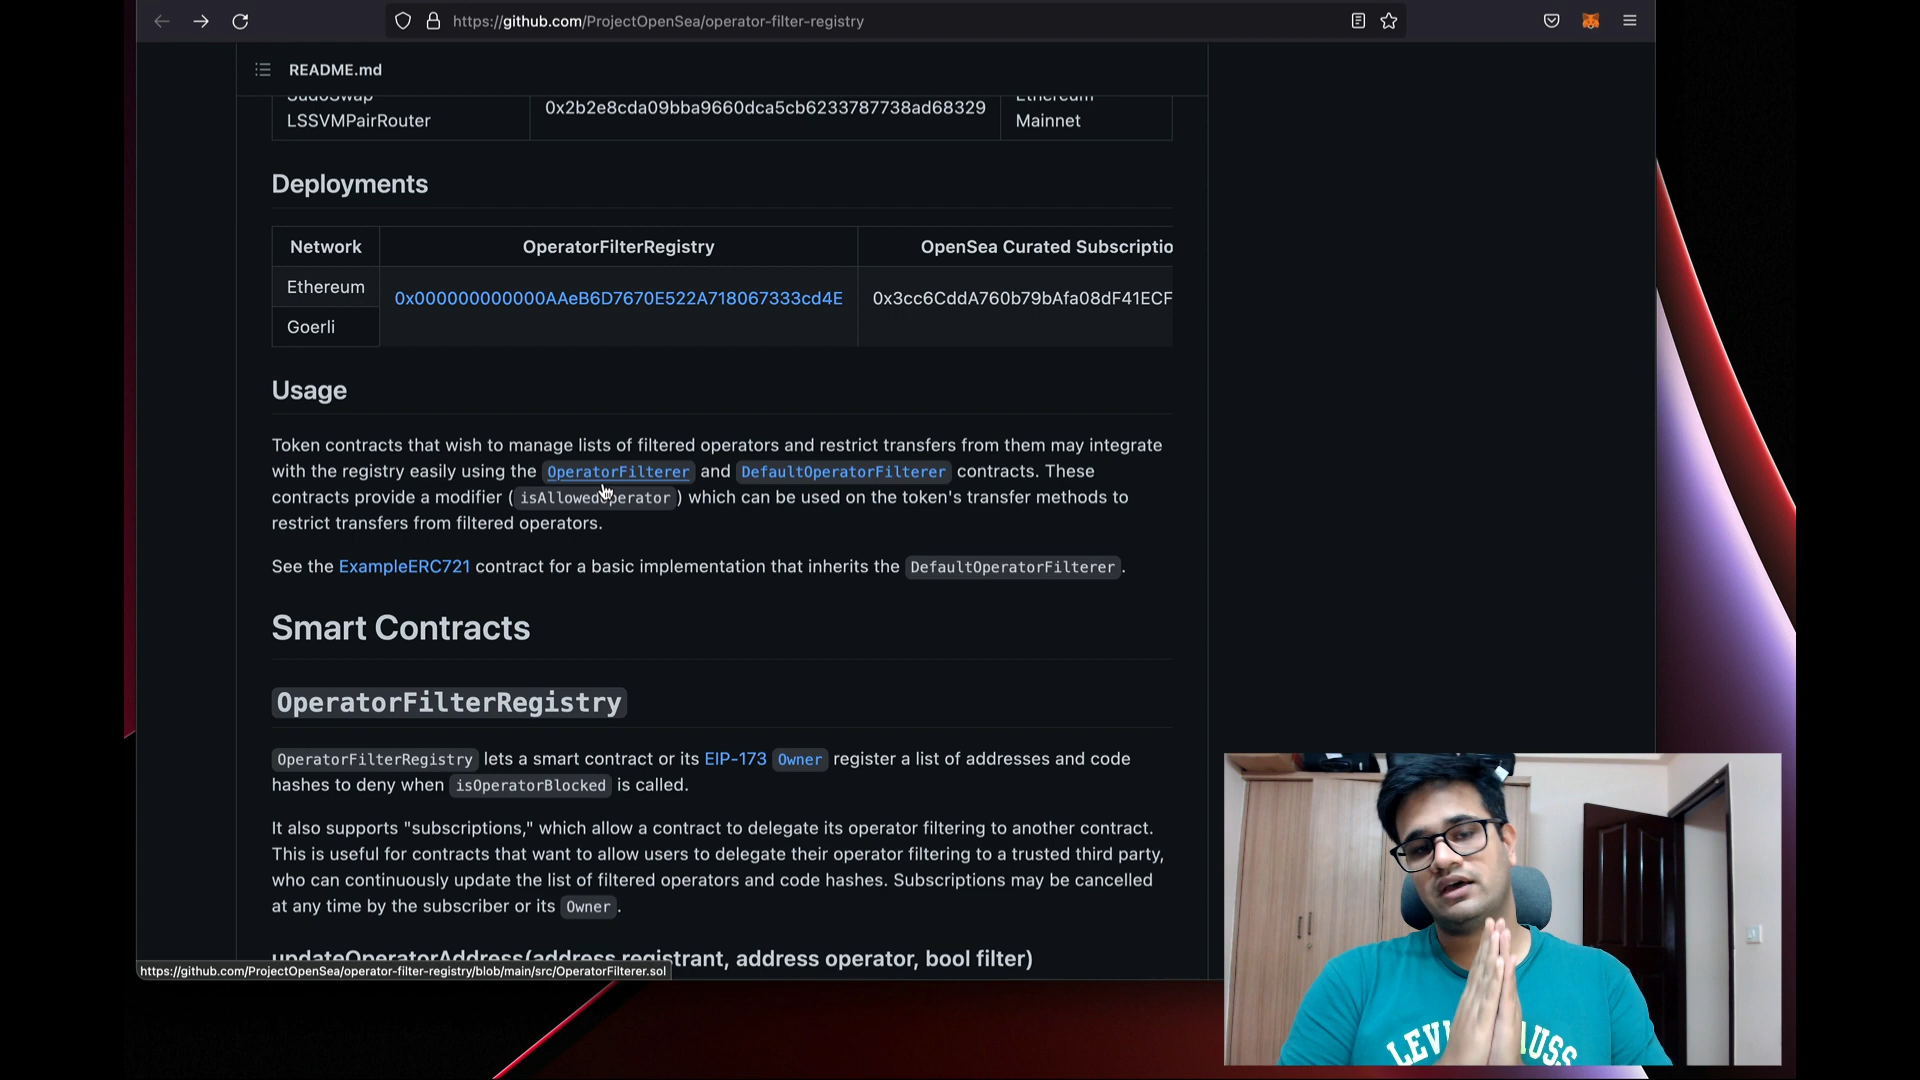 https://github.com/ProjectOpenSea/operator-filter-registry
README.md
SudoSwap
LSSVMPairRouter
0x2b2e8cda09bba9660dca5cb6233787738ad68329
Ethereum
Mainnet
Deployments
Network
OperatorFilterRegistry
OpenSea Curated Subscriptio
Ethereum
0x000000000000AAeB6D7670E522A718067333cd4E
0x3cc6CddA760b79bAfa08dF41ECF
Goerli
Usage
Token contracts that wish to manage lists of filtered operators and restrict transfers from them may integrate
with the registry easily using the OperatorFilterer and DefaultOperatorFilterer contracts. These
contracts provide a modifier ( isAllowedOperator ) which can be used on the token's transfer methods to
restrict transfers from filtered operators.
See the ExampleERC721 contract for a basic implementation that inherits the DefaultOperatorFilterer .
Smart Contracts
OperatorFilterRegistry
OperatorFilterRegistry lets a smart contract or its EIP-173 Owner register a list of addresses and code
hashes to deny when isOperatorBlocked is called.
It also supports "subscriptions," which allow a contract to delegate its operator filtering to another contract.
This is useful for contracts that want to allow users to delegate their operator filtering to a trusted third party,
who can continuously update the list of filtered operators and code hashes. Subscriptions may be cancelled
at any time by the subscriber or its Owner .
updateOperatorAddress(address registrant, address operator, bool filter)
https://github.com/ProjectOpenSea/operator-filter-registry/blob/main/src/OperatorFilterer.sol